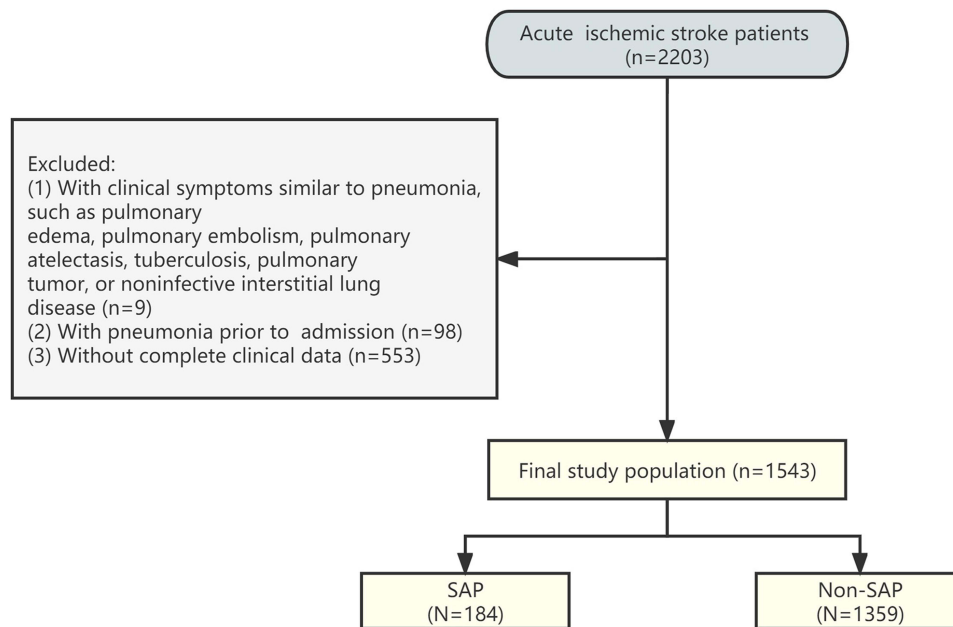 Acute  ischemic stroke patients
(n=2203)
Excluded:
(1) With clinical symptoms similar to pneumonia,
such as pulmonary
edema, pulmonary embolism, pulmonary
atelectasis, tuberculosis, pulmonary
tumor, or noninfective interstitial lung
disease (n=9)
(2) With pneumonia prior to  admission (n=98)
(3) Without complete clinical data (n=553)
Final study population (n=1543)
SAP
(N=184)
Non-SAP
(N=1359)